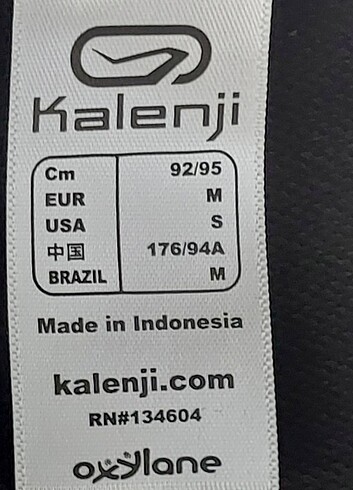 Kalenji
Cm 92/95
EUR M
USA S
中国 176/94A
BRAZIL M
Made in Indonesia
kalenji.com
RN#134604
oxylane